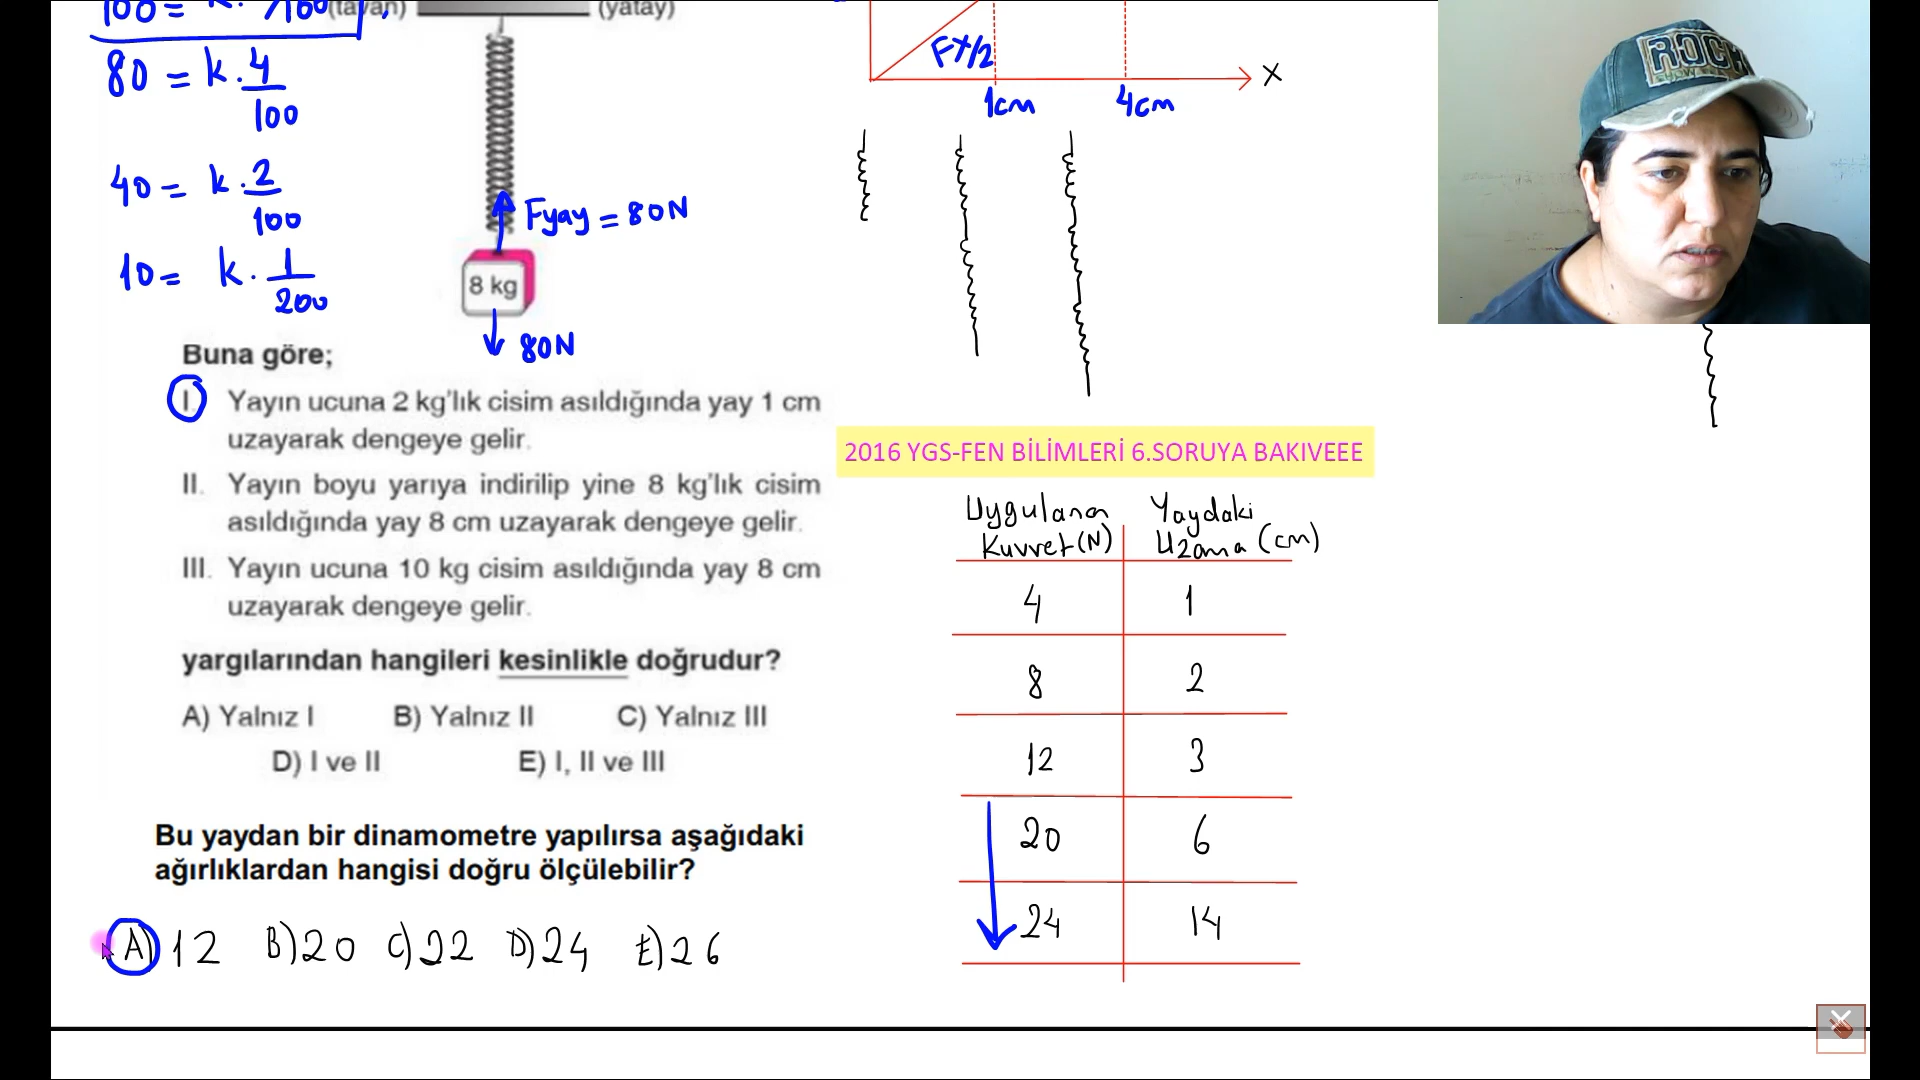 100 = k.
(tavan)
(yatay)
80 = k. 4/100
40 = k. 2/100
10 = k. 1/200
Fyay = 80N
8 kg
80N
FX/2
X
1cm
4cm
ROCK
Buna göre;
I. Yayın ucuna 2 kg'lık cisim asıldığında yay 1 cm
uzayarak dengeye gelir.
II. Yayın boyu yarıya indirilip yine 8 kg'lık cisim
asıldığında yay 8 cm uzayarak dengeye gelir.
III. Yayın ucuna 10 kg cisim asıldığında yay 8 cm
uzayarak dengeye gelir.
yargılarından hangileri kesinlikle doğrudur?
A) Yalnız I B) Yalnız II C) Yalnız III
D) I ve II E) I, II ve III
Bu yaydan bir dinamometre yapılırsa aşağıdaki
ağırlıklardan hangisi doğru ölçülebilir?
A) 12 B) 20 C) 22 D) 24 E) 26
2016 YGS-FEN BİLİMLERİ 6.SORUYA BAKIVEEE
Uygulanan Yaydaki
Kuvvet (N) Uzama (cm)
4 1
8 2
12 3
20 6
24 14